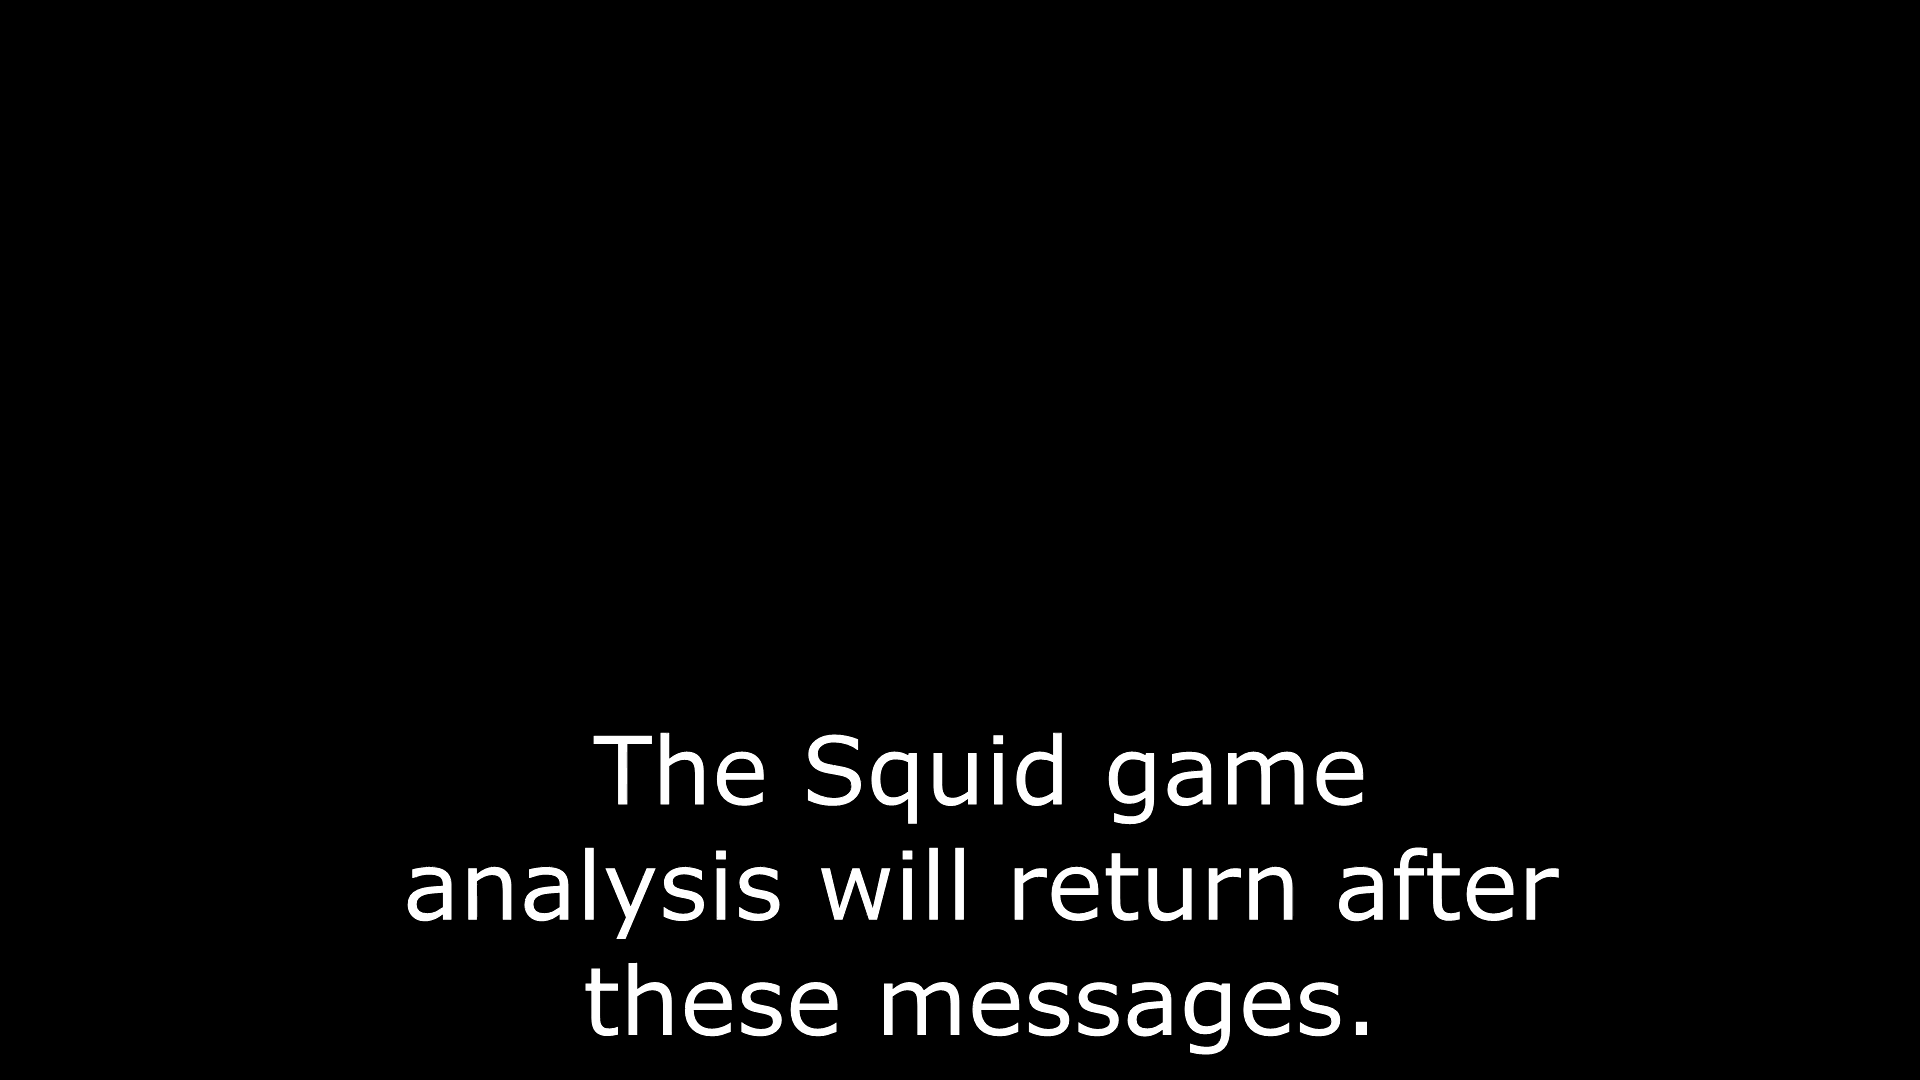 The Squid game
analysis will return after
these messages.